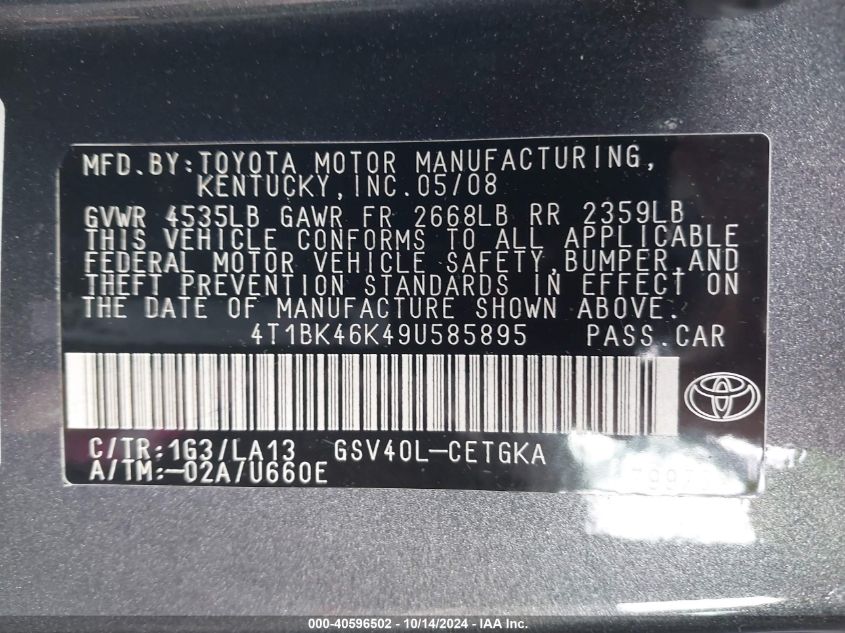 MFD.BY:TOYOTA MOTOR MANUFACTURING,
KENTUCKY,INC.05/08
GVWR 4535LB GAWR FR 2668LB RR 2359LB
THIS VEHICLE CONFORMS TO ALL APPLICABLE
FEDERAL MOTOR VEHICLE SAFETY,BUMPER,AND
THEFT PREVENTION STANDARDS IN EFFECT ON
THE DATE OF MANUFACTURE SHOWN ABOVE.
4T1BK46K49U585895 PASS.CAR
C/TR:1G3/LA13 GSV40L-CETGKA
A/TM:-02A/U660E
000-40596502 - 10/14/2024 - IAA Inc.